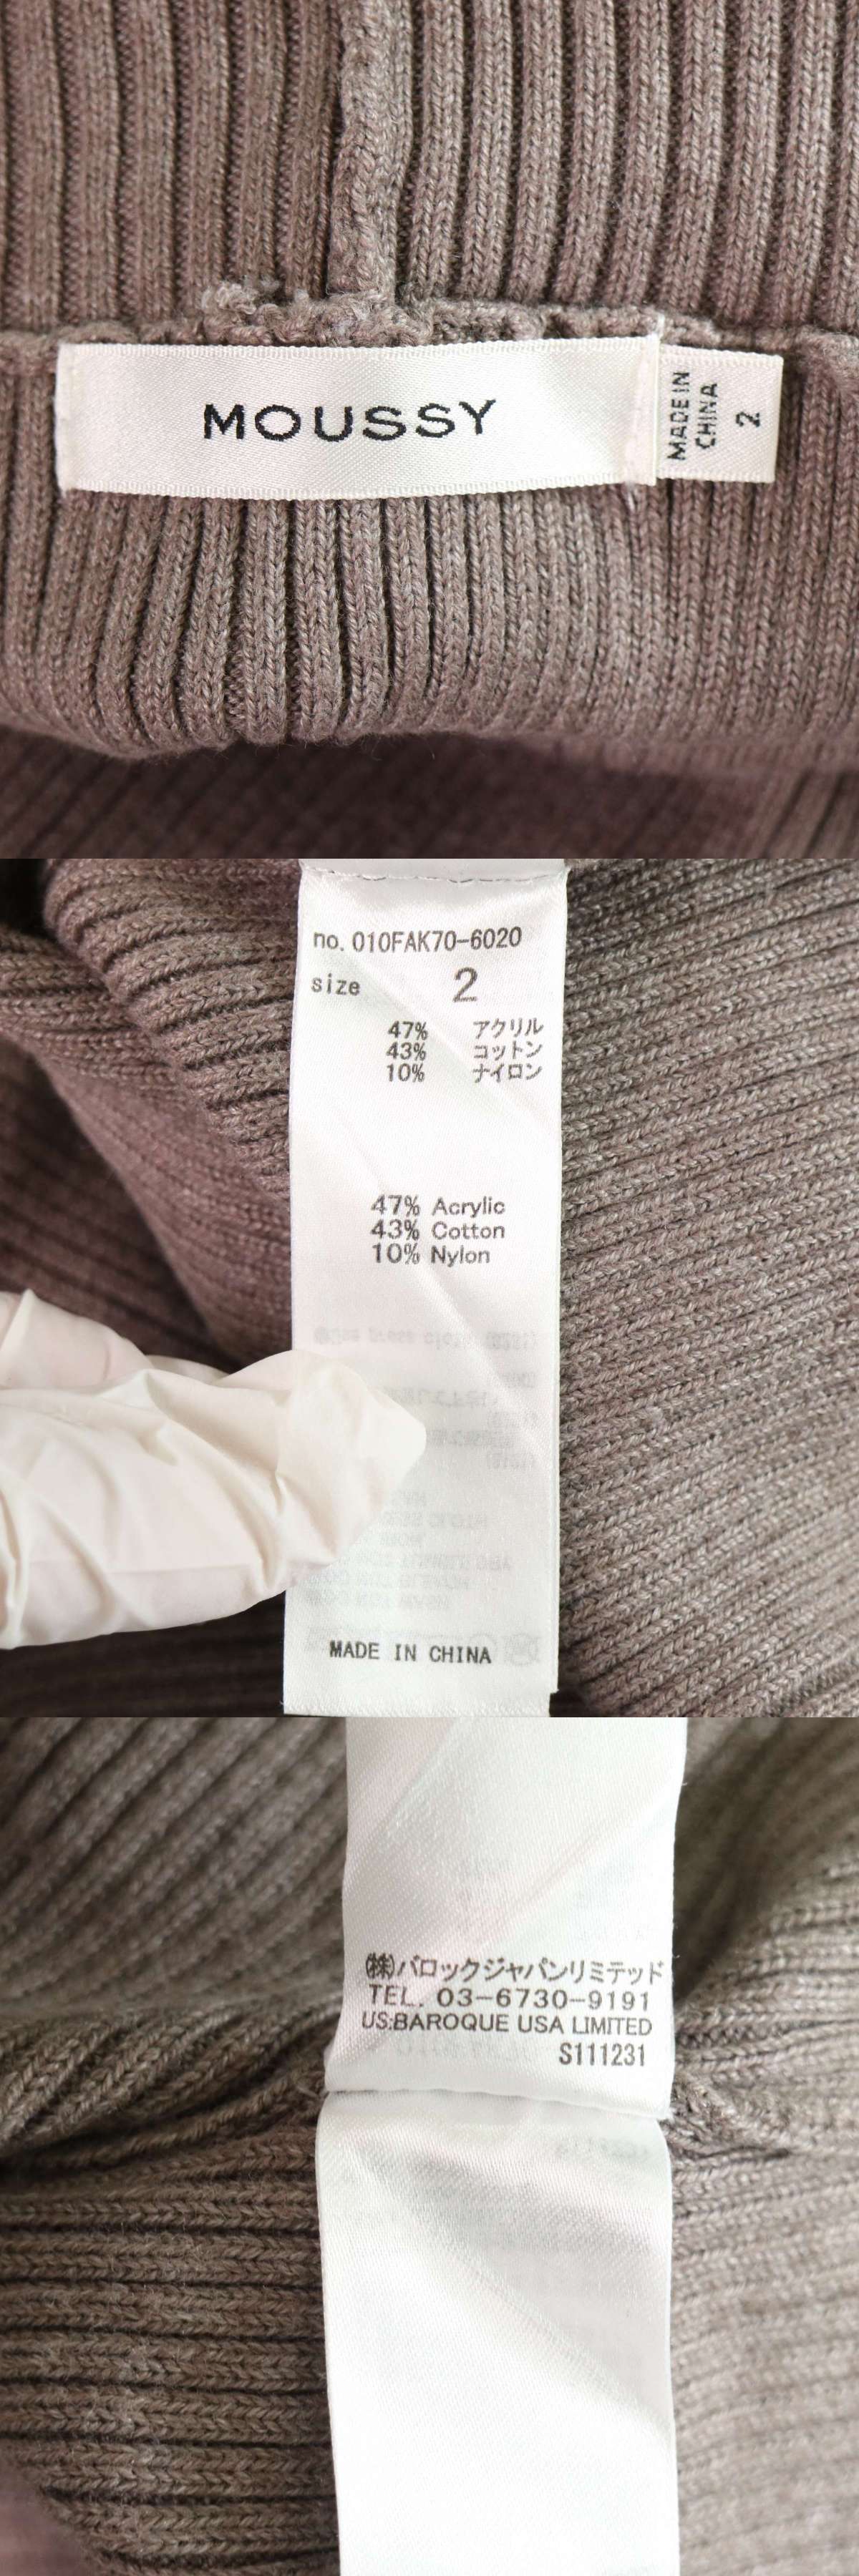 MOUSSY
MADE IN
CHINA
2
no. 010FAK70-6020
size 2
47% アクリル
43% コットン
10% ナイロン
47% Acrylic
43% Cotton
10% Nylon
MADE IN CHINA
㈱バロックジャパンリミテッド
TEL. 03-6730-9191
US:BAROQUE USA LIMITED
S111231